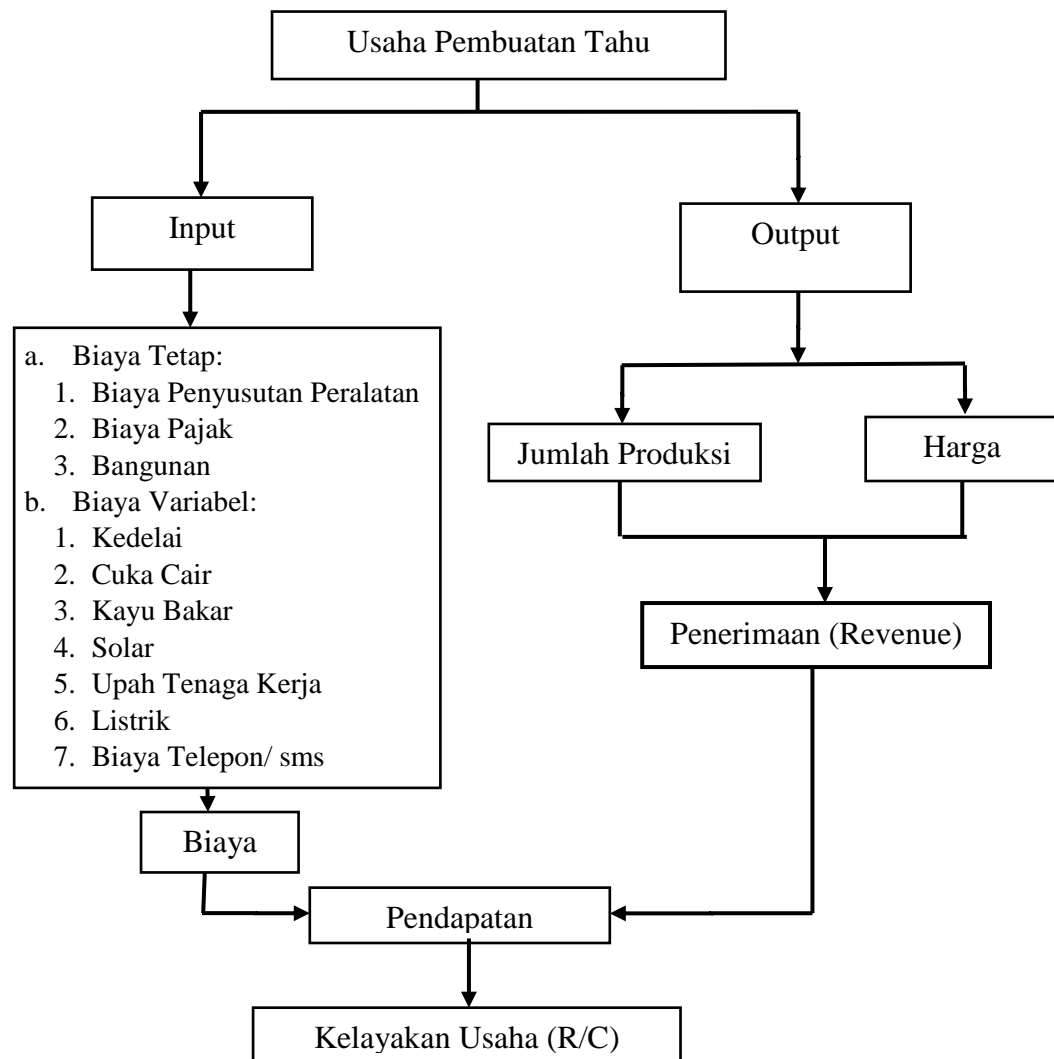 Usaha Pembuatan Tahu
Input
Output
a. Biaya Tetap:
1. Biaya Penyusutan Peralatan
2. Biaya Pajak
3. Bangunan
b. Biaya Variabel:
1. Kedelai
2. Cuka Cair
3. Kayu Bakar
4. Solar
5. Upah Tenaga Kerja
6. Listrik
7. Biaya Telepon/ sms
Jumlah Produksi
Harga
Penerimaan (Revenue)
Biaya
Pendapatan
Kelayakan Usaha (R/C)